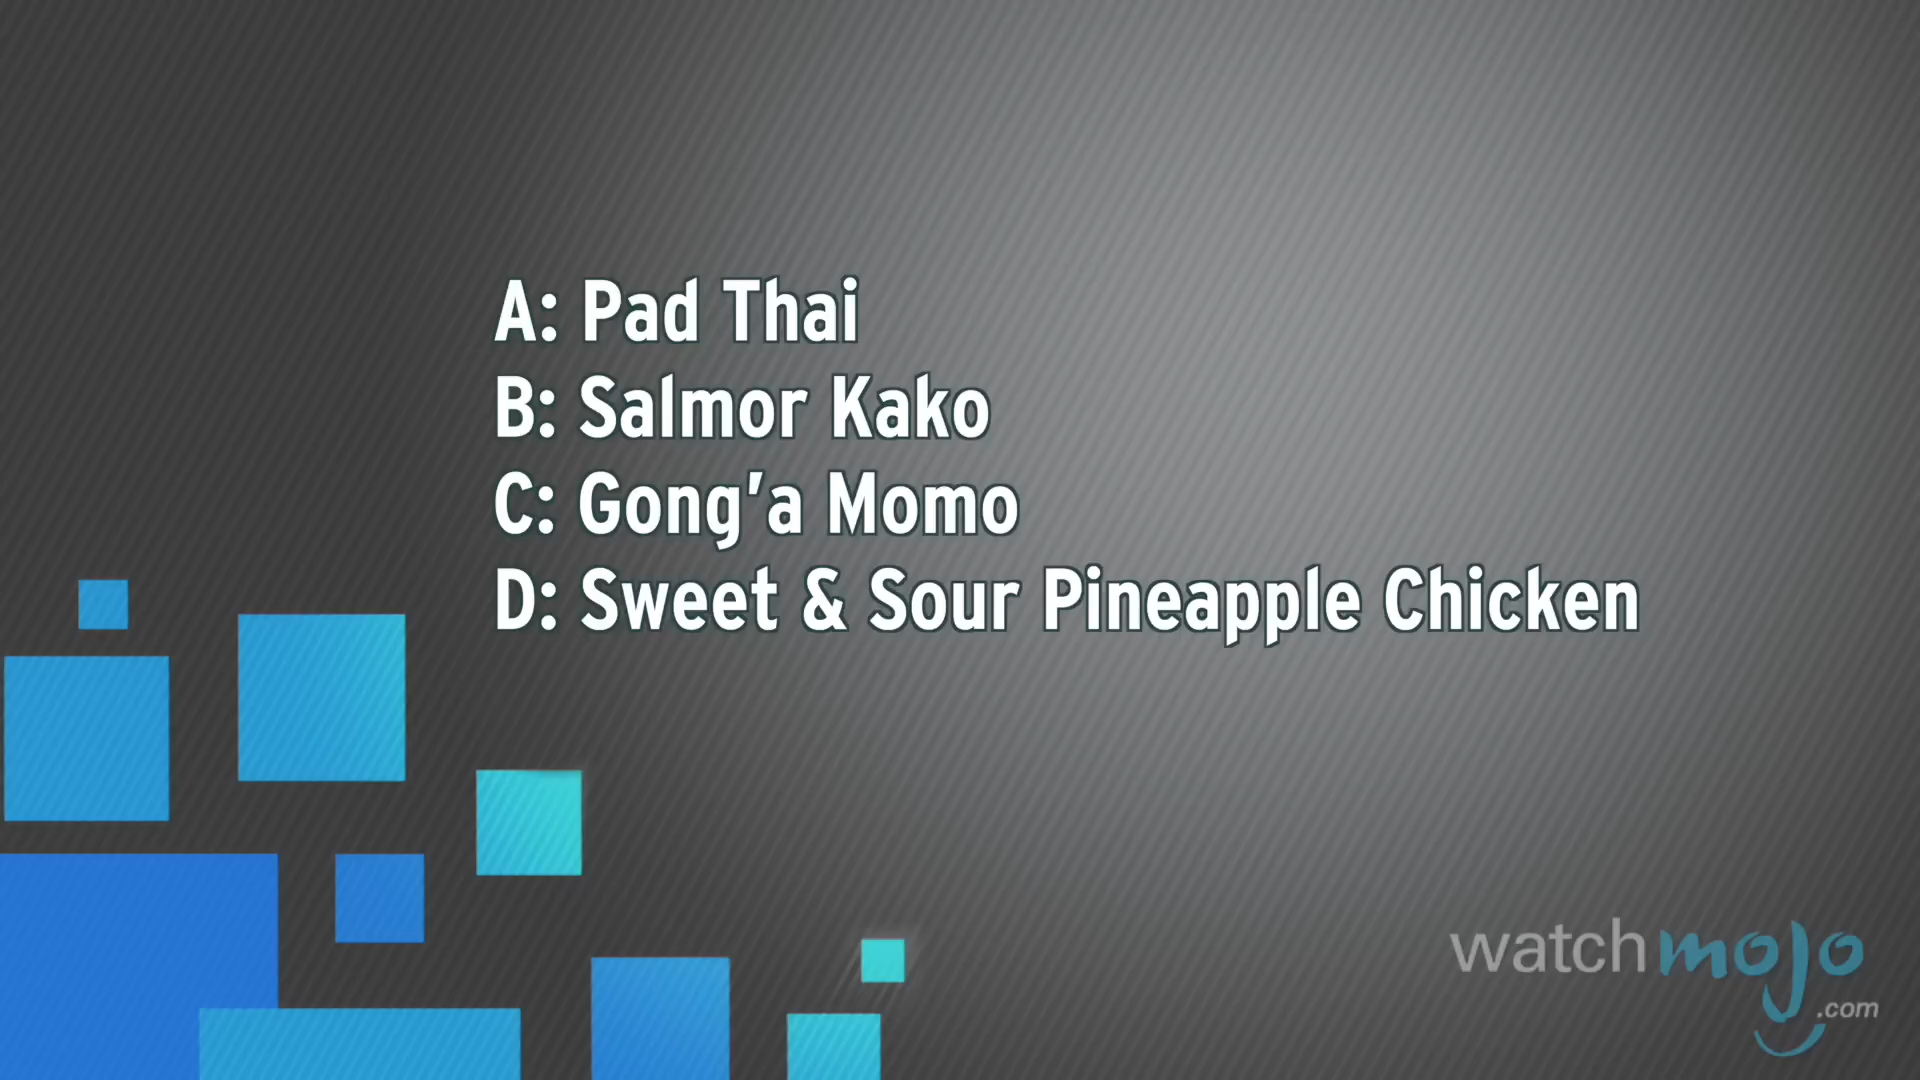 A: Pad Thai
B: Salmor Kako
C: Gong'a Momo
D: Sweet & Sour Pineapple Chicken
watchmojo
.com